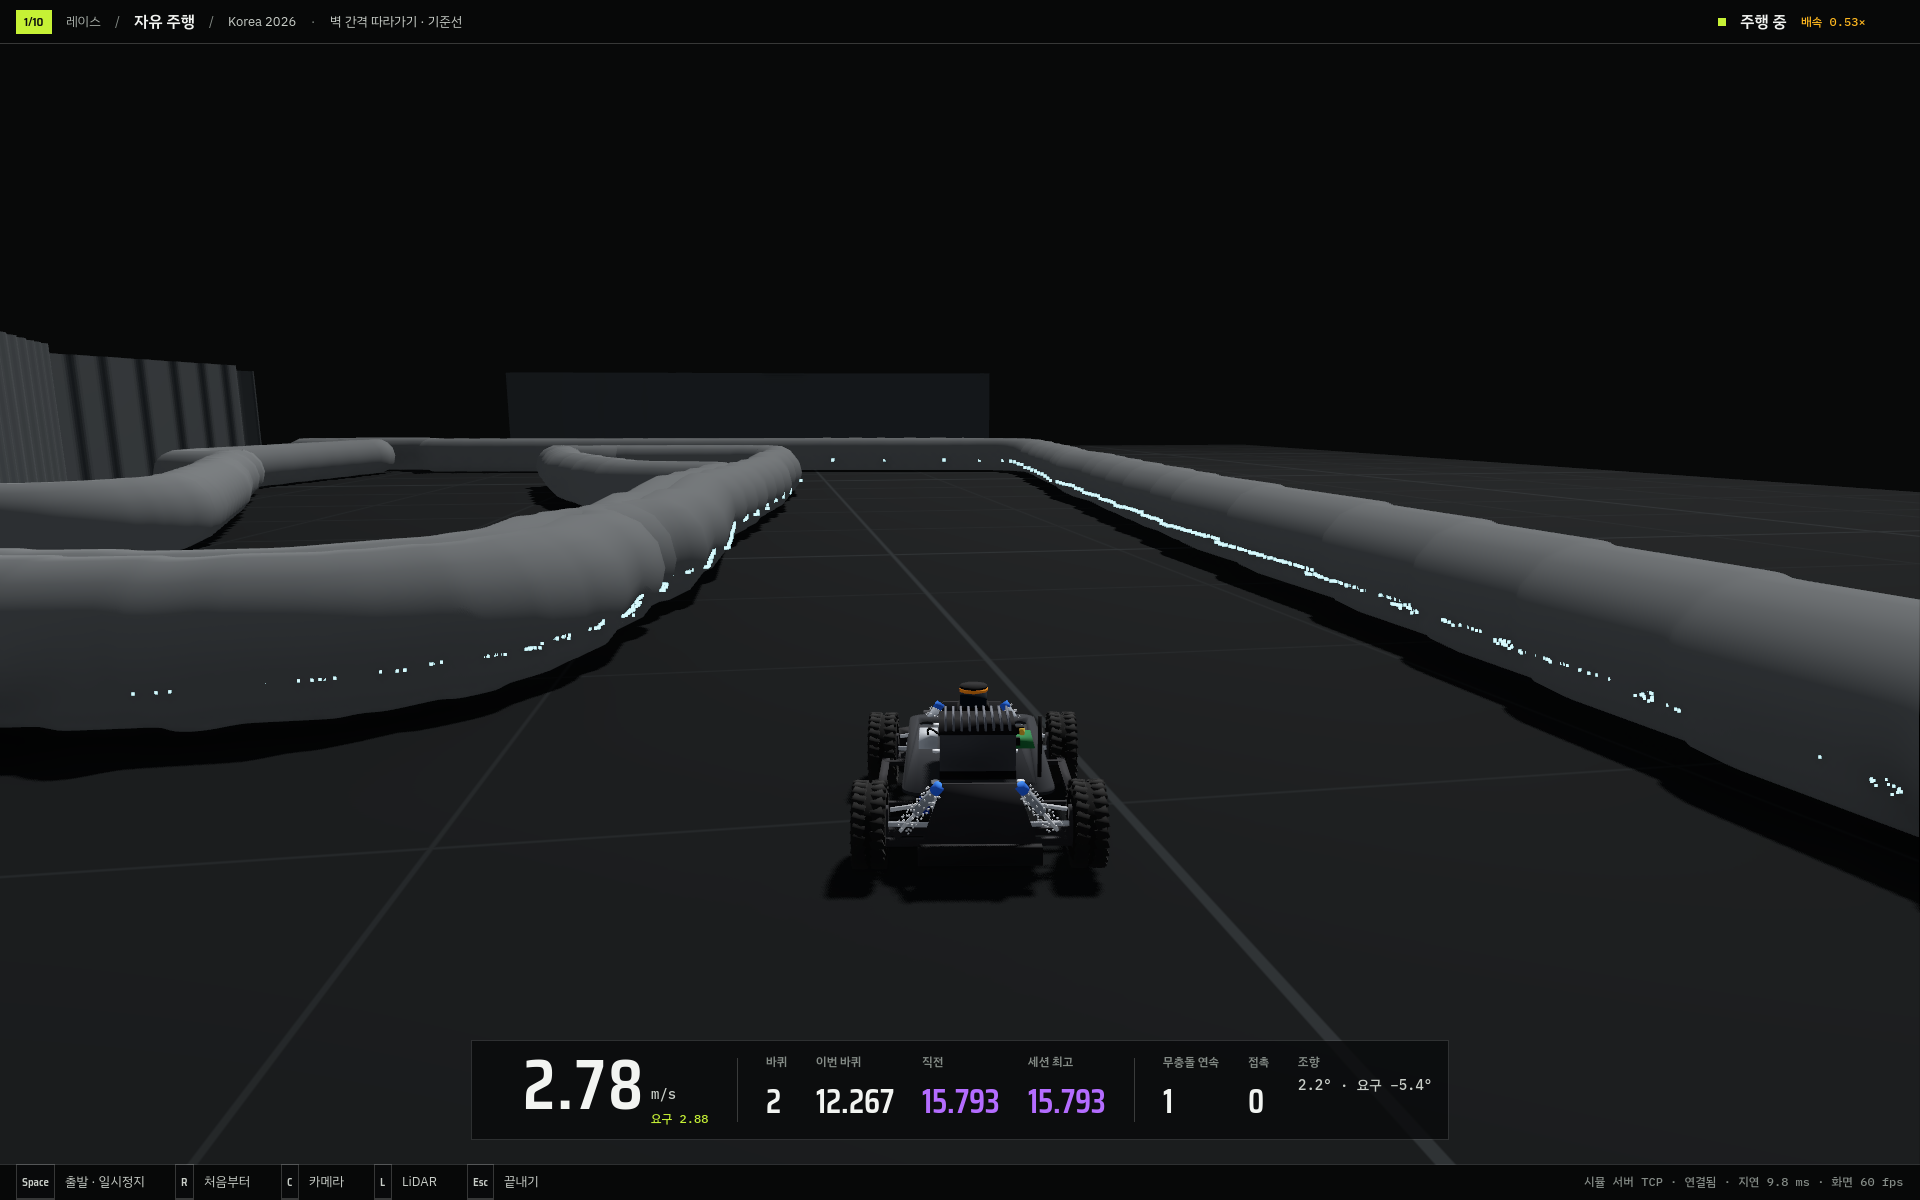 1/10 레이스 / 자유 주행 / Korea 2026 · 벽 간격 따라가기 · 기준선
주행 중 배속 0.53×
2.78 m/s
요구 2.88
바퀴 이번 바퀴 직전 세션 최고 무충돌 연속 접촉 조향
2 12.267 15.793 15.793 1 0 2.2° · 요구 −5.4°
Space 출발 · 일시정지 R 처음부터 C 카메라 L LiDAR Esc 끝내기
시뮬 서버 TCP · 연결됨 · 지연 9.8 ms · 화면 60 fps